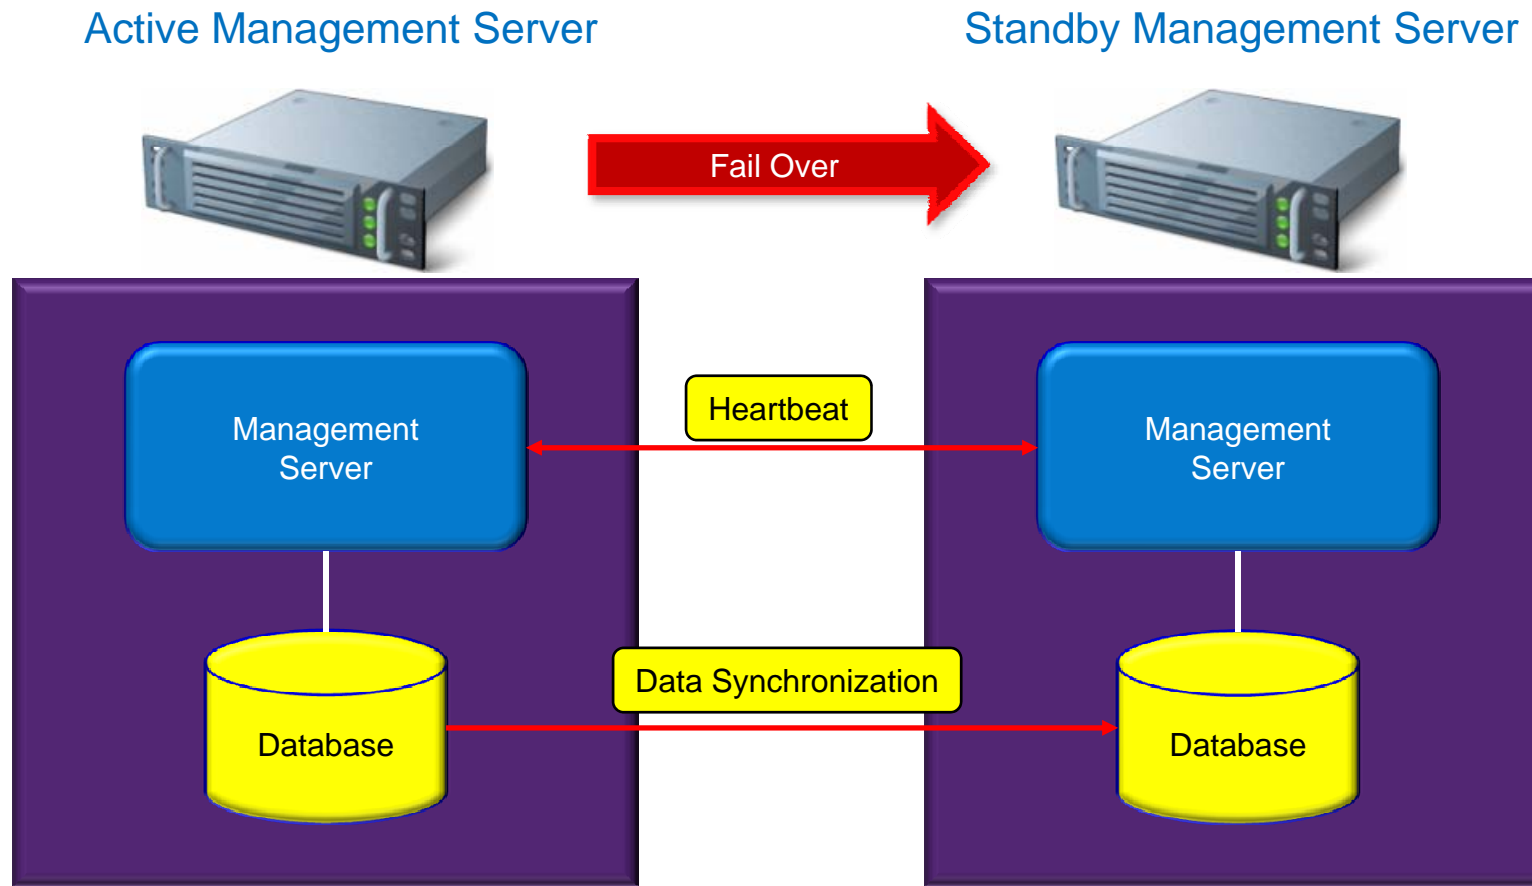 Active Management Server
Standby Management Server
Fail Over
Heartbeat
Management
Server
Management
Server
Data Synchronization
Database
Database